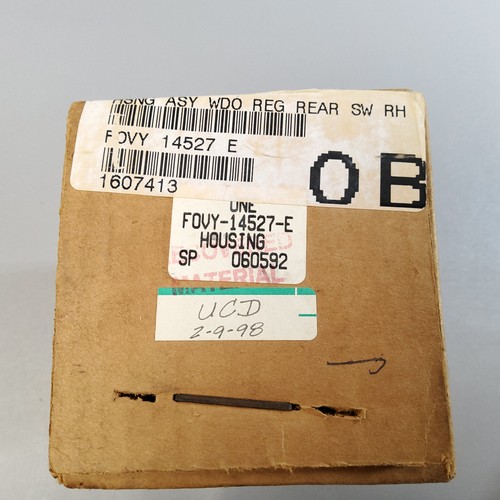 HSNG ASY WDO REG REAR SW RH
FOVY 14527 E
1607413
OB
ONE
FOVY-14527-E
HOUSING
SP 060592
MATERIAL
UCD
2-9-98